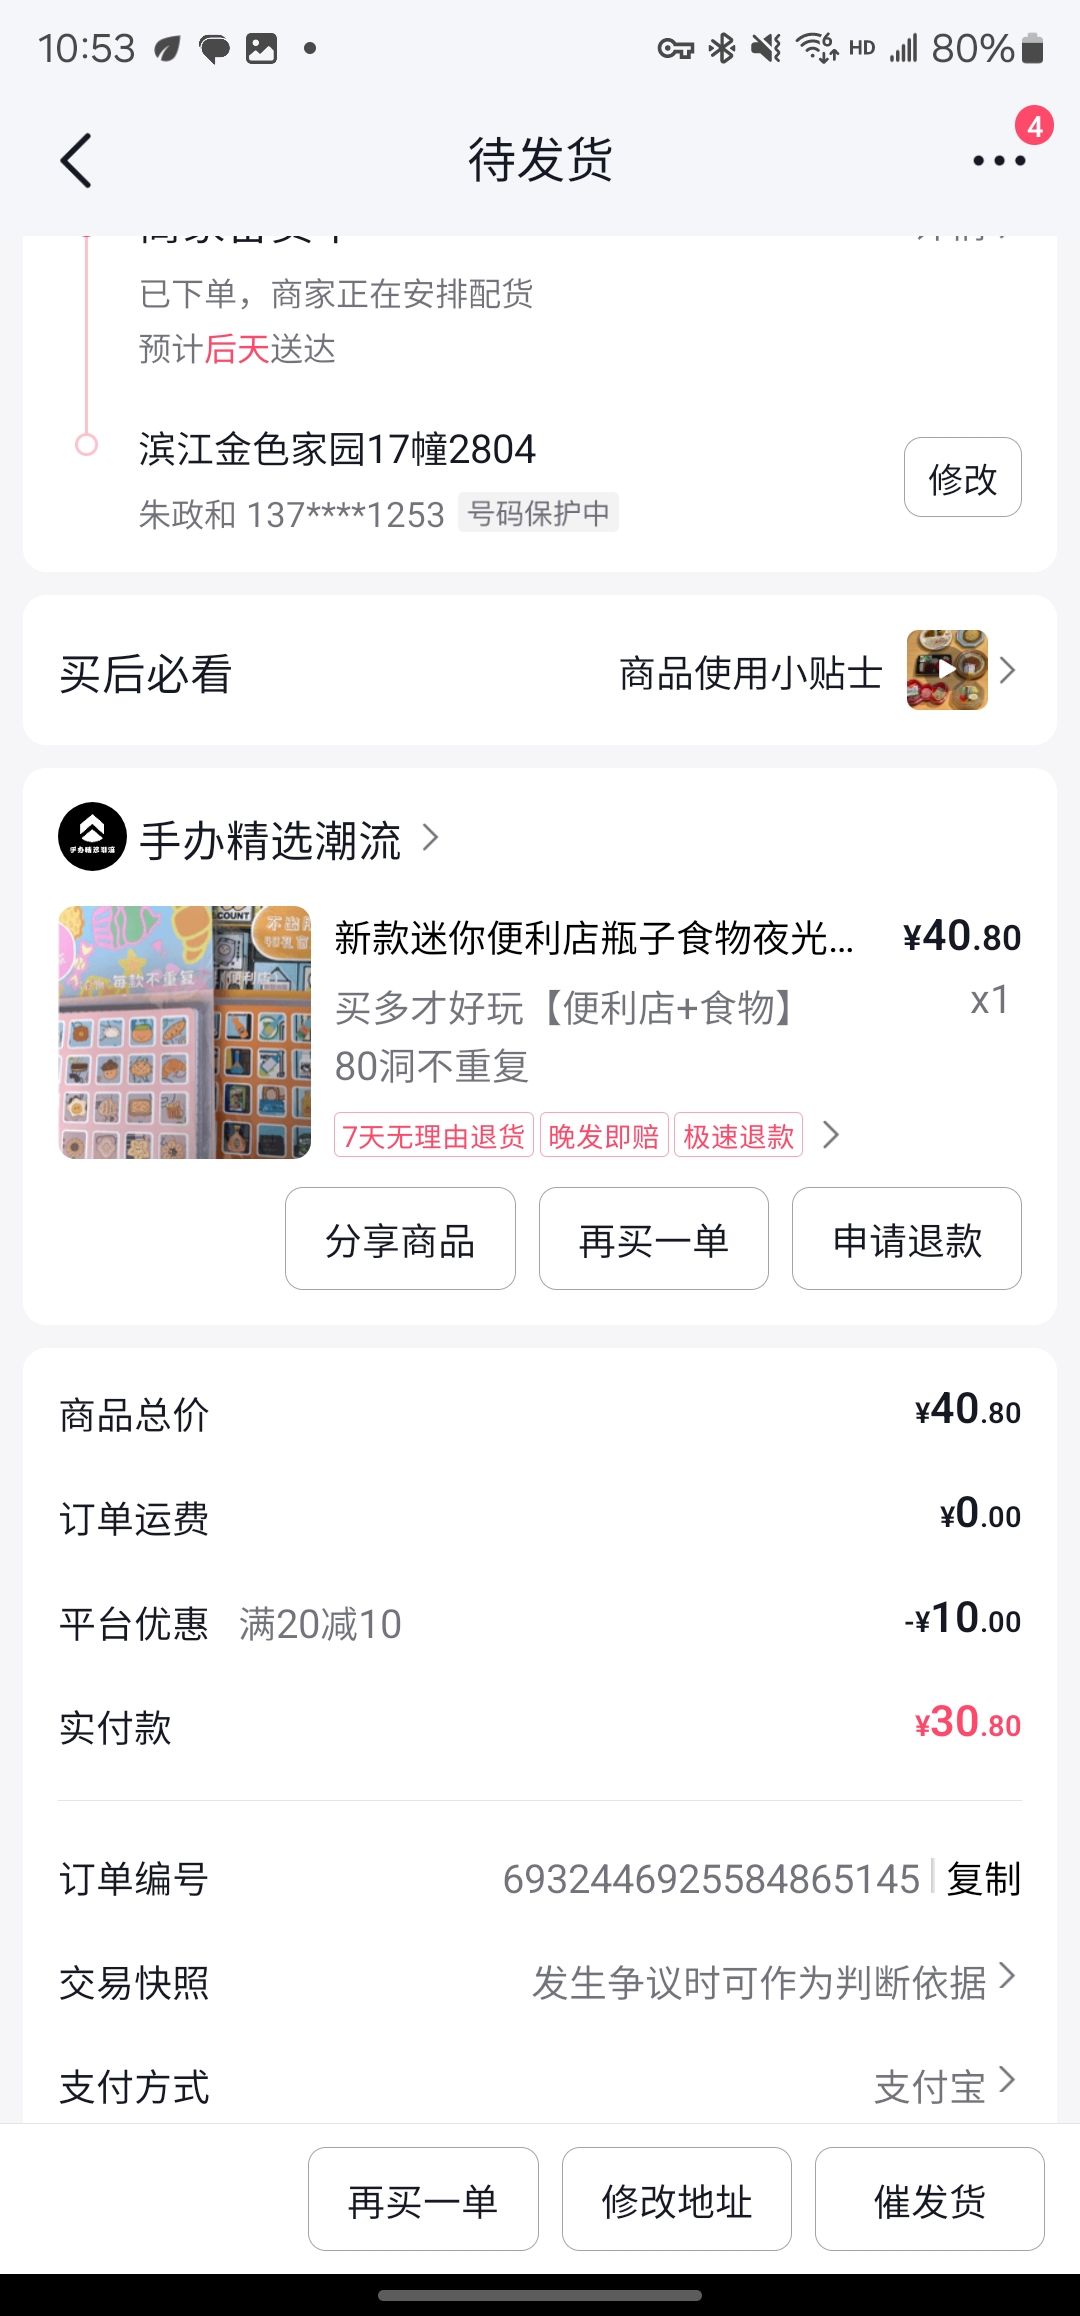 10:53
HD
80%
待发货
4
已下单，商家正在安排配货
预计后天送达
滨江金色家园17幢2804
修改
朱政和 137****1253 号码保护中
买后必看
商品使用小贴士
手办精选潮流
新款迷你便利店瓶子食物夜光...
¥40.80
买多才好玩【便利店+食物】
x1
80洞不重复
COUNT
每款不重复
7天无理由退货
晚发即赔
极速退款
分享商品
再买一单
申请退款
商品总价
¥40.80
订单运费
¥0.00
平台优惠 满20减10
-¥10.00
实付款
¥30.80
订单编号
6932446925584865145
复制
交易快照
发生争议时可作为判断依据
支付方式
支付宝
再买一单
修改地址
催发货